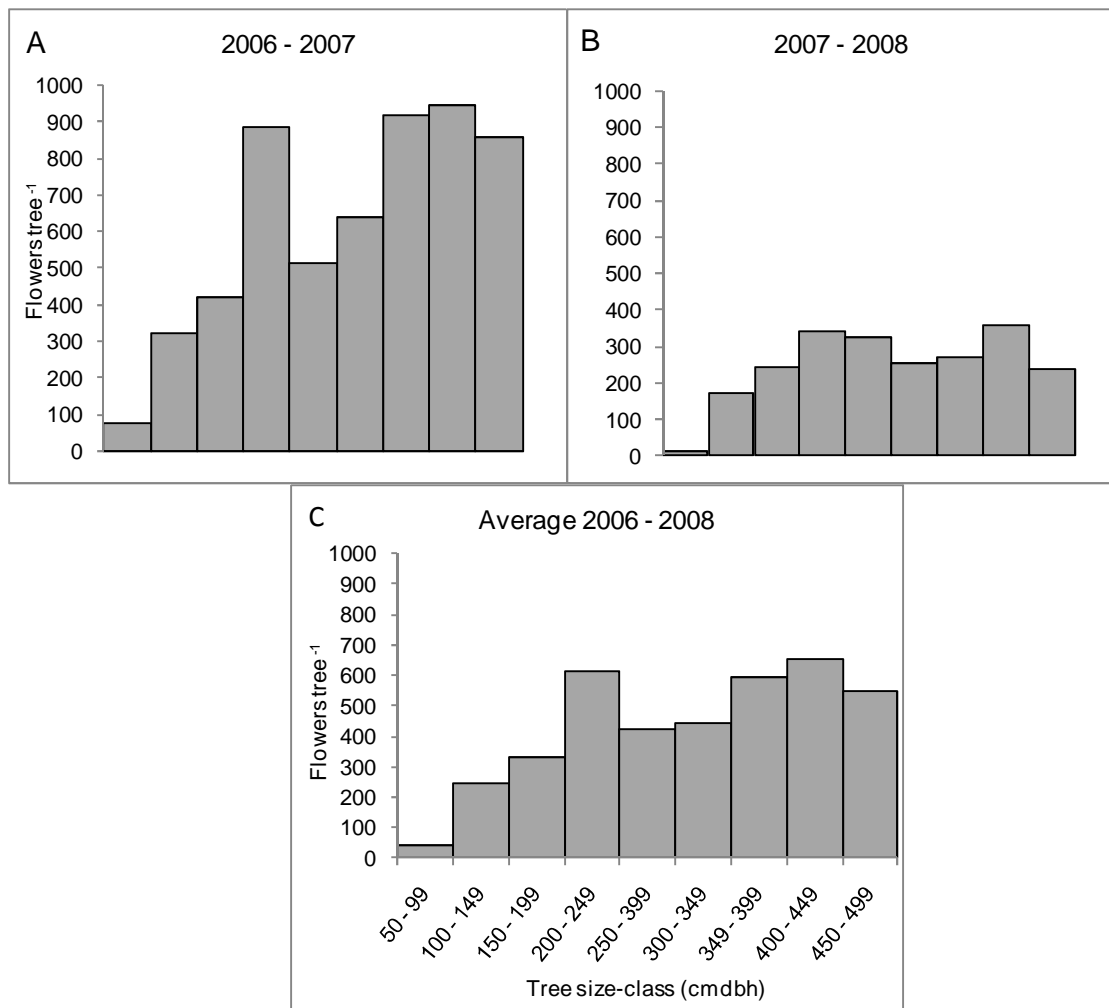 A
2006 - 2007
1000
900
800
700
600
500
400
300
200
100
0
Flowers tree-1
B
2007 - 2008
1000
900
800
700
600
500
400
300
200
100
0
C
Average 2006 - 2008
1000
900
800
700
600
500
400
300
200
100
0
Flowers tree-1
50 - 99
100 - 149
150 - 199
200 - 249
250 - 399
300 - 349
349 - 399
400 - 449
450 - 499
Tree size-class (cm dbh)